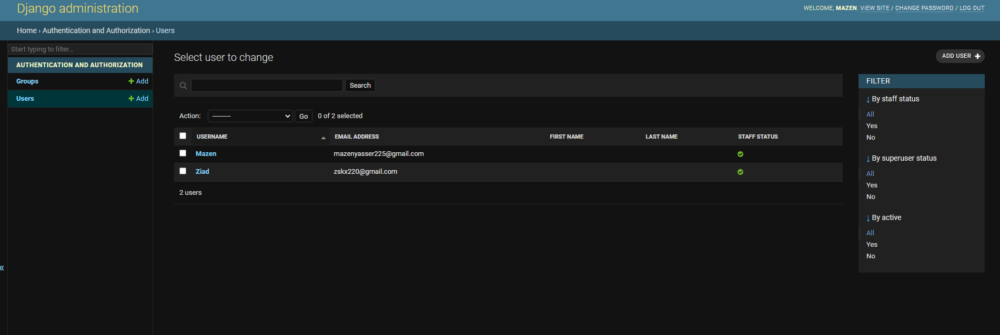 Django administration
WELCOME, MAZEN. VIEW SITE / CHANGE PASSWORD / LOG OUT
Home › Authentication and Authorization › Users
Start typing to filter...
AUTHENTICATION AND AUTHORIZATION
Groups + Add
Users + Add
«
Select user to change
ADD USER +
Search
Action: --------- Go 0 of 2 selected
USERNAME EMAIL ADDRESS FIRST NAME LAST NAME STAFF STATUS
Mazen mazenyasser225@gmail.com
Ziad zskx220@gmail.com
2 users
FILTER
↓ By staff status
All
Yes
No
↓ By superuser status
All
Yes
No
↓ By active
All
Yes
No